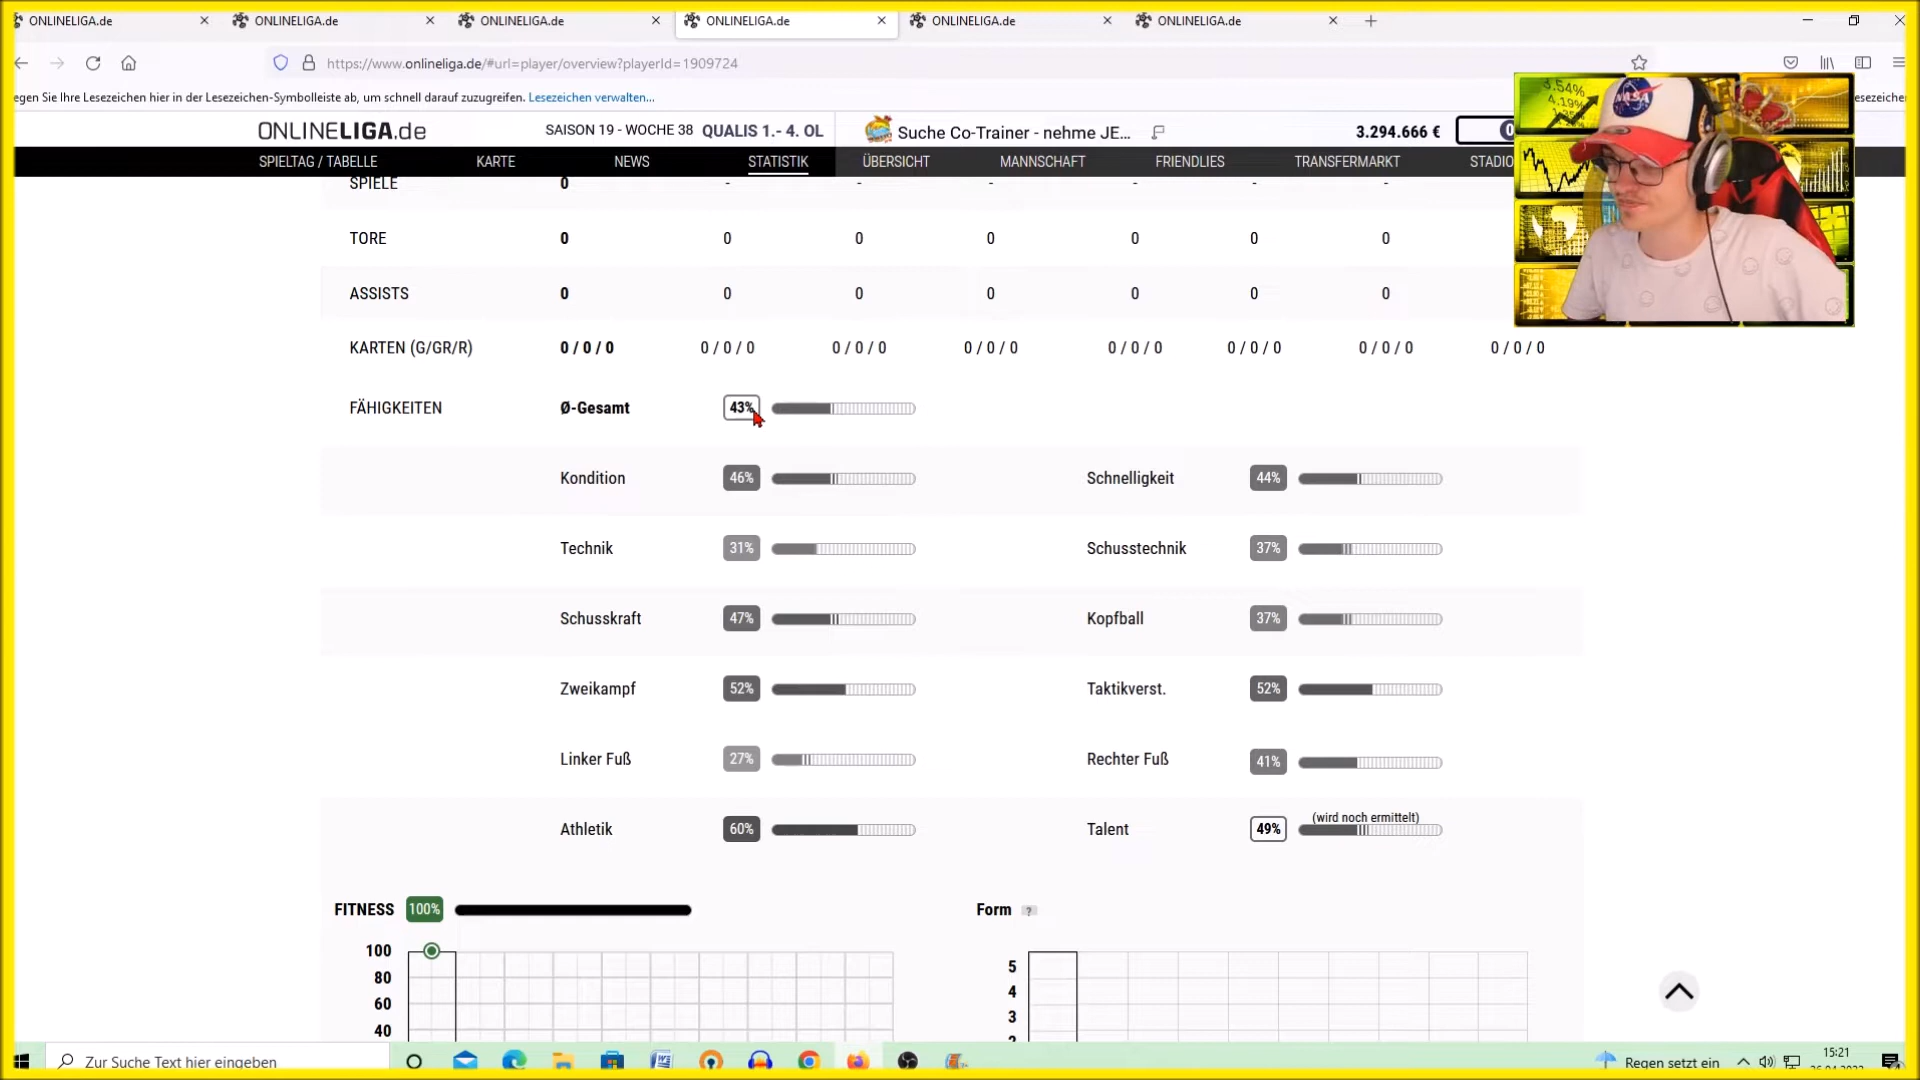 ONLINELIGA.de ONLINELIGA.de ONLINELIGA.de ONLINELIGA.de ONLINELIGA.de ONLINELIGA.de
https://www.onlineliga.de/#url=player/overview?playerId=1909724
egen Sie Ihre Lesezeichen hier in der Lesezeichen-Symbolleiste ab, um schnell darauf zuzugreifen. Lesezeichen verwalten...
esezeichen
ONLINELIGA.de SAISON 19 - WOCHE 38 QUALIS 1.- 4. OL Suche Co-Trainer - nehme JE... 3.294.666 € 0
SPIELTAG / TABELLE KARTE NEWS STATISTIK ÜBERSICHT MANNSCHAFT FRIENDLIES TRANSFERMARKT STADIO
3.54%
4.19%
NASA
SPIELE 0 - - - - - -
TORE 0 0 0 0 0 0 0
ASSISTS 0 0 0 0 0 0 0
KARTEN (G/GR/R) 0 / 0 / 0 0 / 0 / 0 0 / 0 / 0 0 / 0 / 0 0 / 0 / 0 0 / 0 / 0 0 / 0 / 0 0 / 0 / 0
FÄHIGKEITEN Ø-Gesamt 43%
Kondition 46% Schnelligkeit 44%
Technik 31% Schusstechnik 37%
Schusskraft 47% Kopfball 37%
Zweikampf 52% Taktikverst. 52%
Linker Fuß 27% Rechter Fuß 41%
Athletik 60% Talent 49% (wird noch ermittelt)
FITNESS 100% Form ?
100
80
60
40
5
4
3
Zur Suche Text hier eingeben
Regen setzt ein
15:21